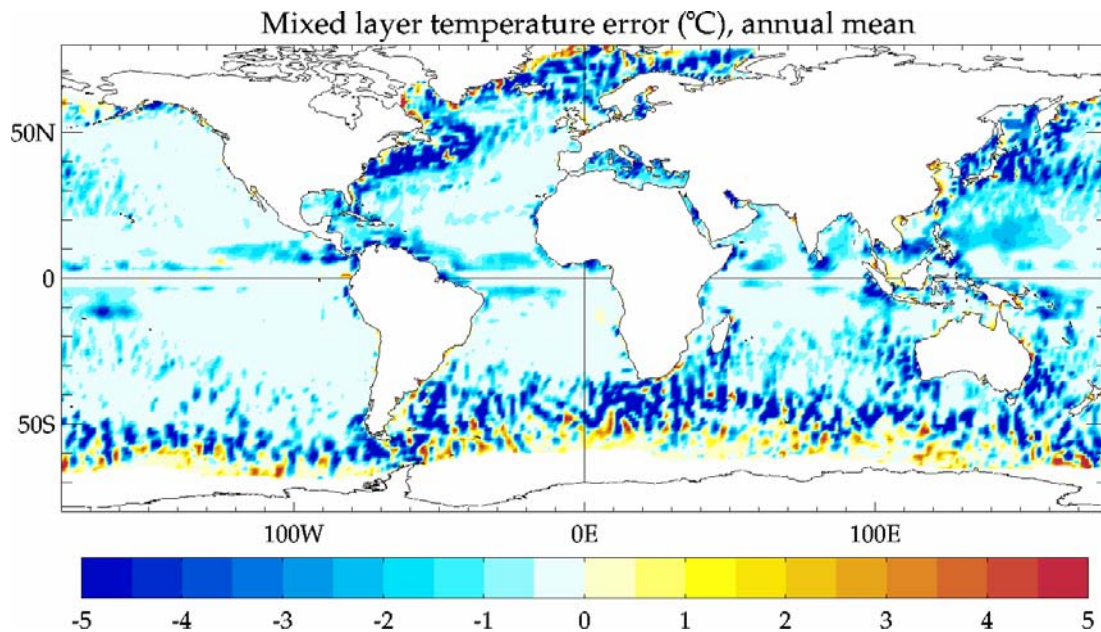 Mixed layer temperature error (°C), annual mean
50N
0
50S
100W 0E 100E
-5 -4 -3 -2 -1 0 1 2 3 4 5